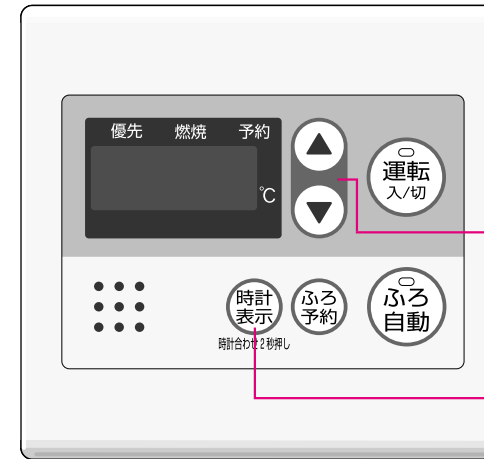 優先 燃焼 予約
℃
▲
▼
運転
入/切
時計
表示
ふろ
予約
ふろ
自動
時計合わせ2秒押し